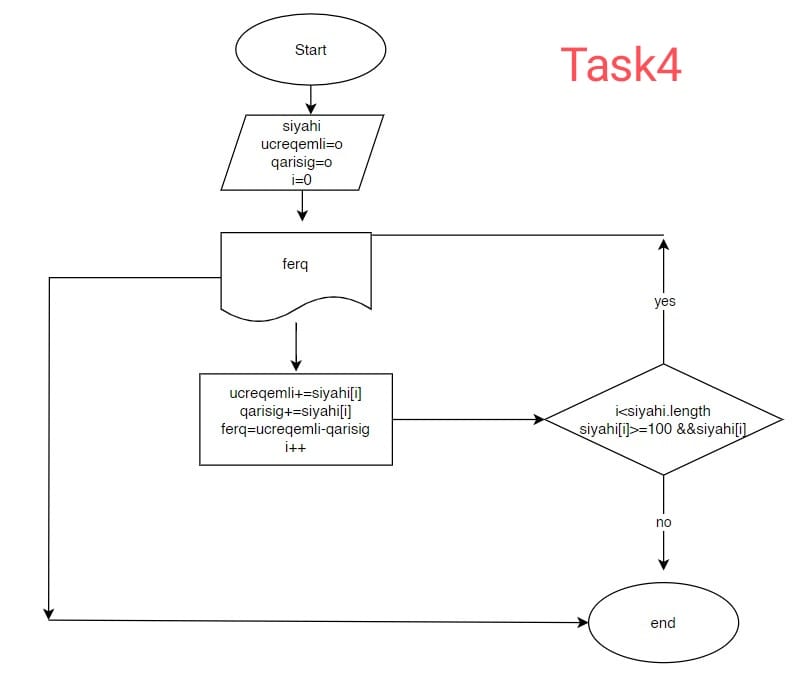 Start
Task4
siyahi
ucreqemli=o
qarisig=o
i=0
ferq
yes
ucreqemli+=siyahi[i]
qarisig+=siyahi[i]
ferq=ucreqemli-qarisig
i++
i<siyahi.length
siyahi[i]>=100 &&siyahi[i]
no
end